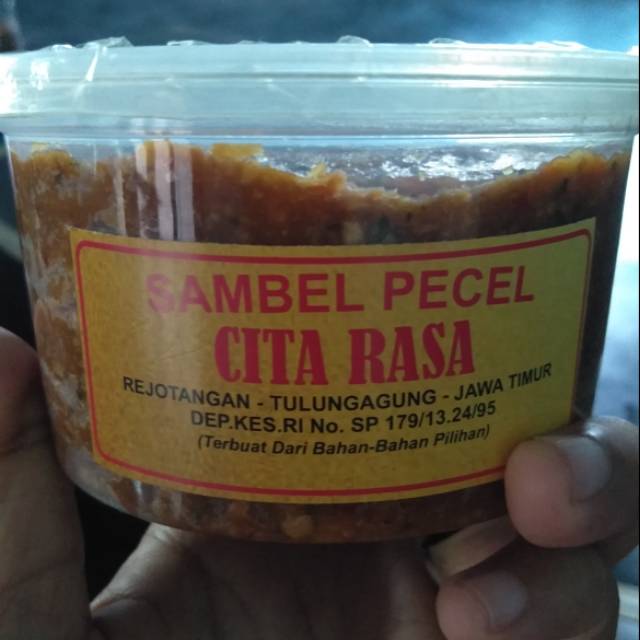 SAMBEL PECEL
CITA RASA
REJOTANGAN - TULUNGAGUNG - JAWA TIMUR
DEP.KES.RI No. SP 179/13.24/95
(Terbuat Dari Bahan-Bahan Pilihan)